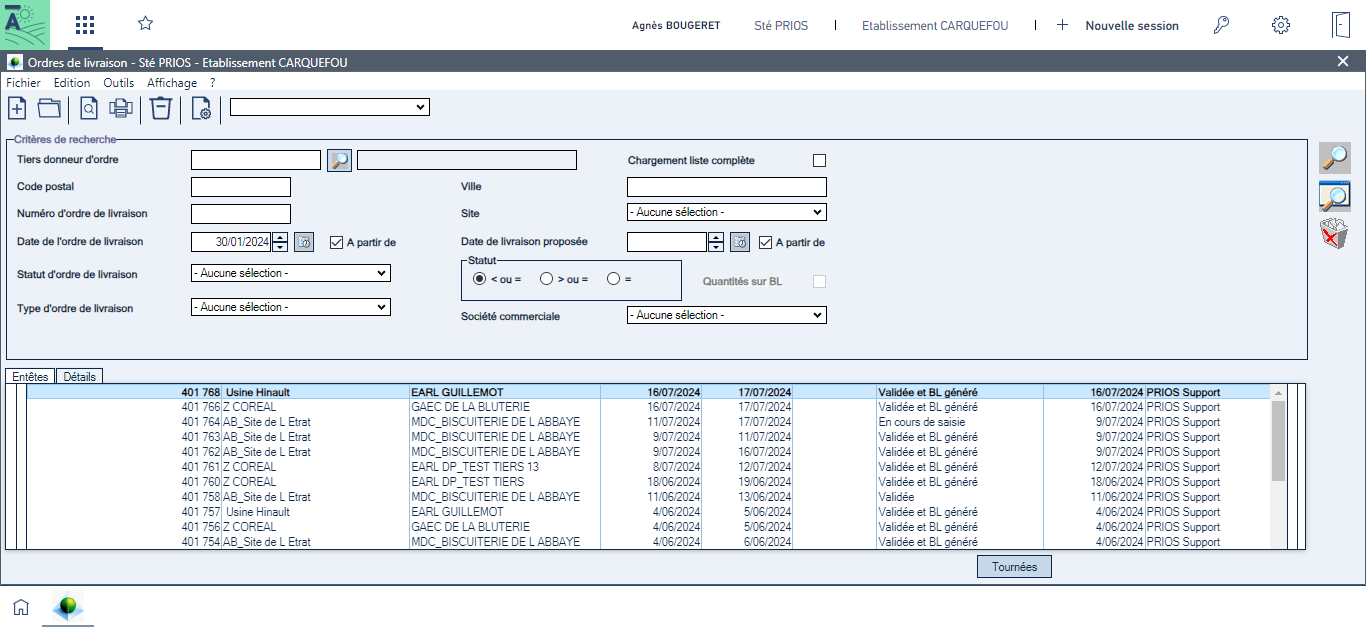 Agnès BOUGERET Sté PRIOS | Etablissement CARQUEFOU | + Nouvelle session
Ordres de livraison - Sté PRIOS - Etablissement CARQUEFOU
Fichier Edition Outils Affichage ?
Critères de recherche
Tiers donneur d'ordre Chargement liste complète
Code postal Ville
Numéro d'ordre de livraison Site - Aucune sélection -
Date de l'ordre de livraison 30/01/2024 A partir de Date de livraison proposée A partir de
Statut
Statut d'ordre de livraison - Aucune sélection - < ou = > ou = = Quantités sur BL
Type d'ordre de livraison - Aucune sélection - Société commerciale - Aucune sélection -
Entêtes Détails
401 768 Usine Hinault EARL GUILLEMOT 16/07/2024 17/07/2024 Validée et BL généré 16/07/2024 PRIOS Support
401 766 Z COREAL GAEC DE LA BLUTERIE 16/07/2024 17/07/2024 Validée et BL généré 16/07/2024 PRIOS Support
401 764 AB_Site de L Etrat MDC_BISCUITERIE DE L ABBAYE 11/07/2024 17/07/2024 En cours de saisie 9/07/2024 PRIOS Support
401 763 AB_Site de L Etrat MDC_BISCUITERIE DE L ABBAYE 9/07/2024 11/07/2024 Validée et BL généré 9/07/2024 PRIOS Support
401 762 AB_Site de L Etrat MDC_BISCUITERIE DE L ABBAYE 9/07/2024 16/07/2024 Validée et BL généré 9/07/2024 PRIOS Support
401 761 Z COREAL EARL DP_TEST TIERS 13 8/07/2024 12/07/2024 Validée et BL généré 12/07/2024 PRIOS Support
401 760 Z COREAL EARL DP_TEST TIERS 18/06/2024 19/06/2024 Validée et BL généré 18/06/2024 PRIOS Support
401 758 AB_Site de L Etrat MDC_BISCUITERIE DE L ABBAYE 11/06/2024 13/06/2024 Validée 11/06/2024 PRIOS Support
401 757 Usine Hinault EARL GUILLEMOT 4/06/2024 5/06/2024 Validée et BL généré 4/06/2024 PRIOS Support
401 756 Z COREAL GAEC DE LA BLUTERIE 4/06/2024 5/06/2024 Validée et BL généré 4/06/2024 PRIOS Support
401 754 AB_Site de L Etrat MDC_BISCUITERIE DE L ABBAYE 4/06/2024 6/06/2024 Validée et BL généré 4/06/2024 PRIOS Support
Tournées